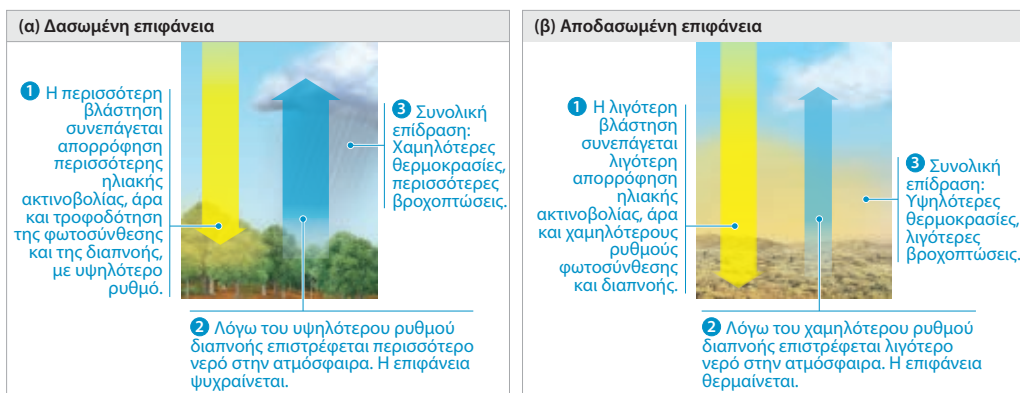 (α) Δασωμένη επιφάνεια
1 Η περισσότερη
βλάστηση
συνεπάγεται
απορρόφηση
περισσότερης
ηλιακής
ακτινοβολίας, άρα
και τροφοδότηση
της φωτοσύνθεσης
και της διαπνοής,
με υψηλότερο
ρυθμό.
3 Συνολική
επίδραση:
Χαμηλότερες
θερμοκρασίες,
περισσότερες
βροχοπτώσεις.
2 Λόγω του υψηλότερου ρυθμού
διαπνοής επιστρέφεται περισσότερο
νερό στην ατμόσφαιρα. Η επιφάνεια
ψυχραίνεται.
(β) Αποδασωμένη επιφάνεια
1 Η λιγότερη
βλάστηση
συνεπάγεται
λιγότερη
απορρόφηση
ηλιακής
ακτινοβολίας, άρα
και χαμηλότερους
ρυθμούς
φωτοσύνθεσης
και διαπνοής.
3 Συνολική
επίδραση:
Υψηλότερες
θερμοκρασίες,
λιγότερες
βροχοπτώσεις.
2 Λόγω του χαμηλότερου ρυθμού
διαπνοής επιστρέφεται λιγότερο
νερό στην ατμόσφαιρα. Η επιφάνεια
θερμαίνεται.